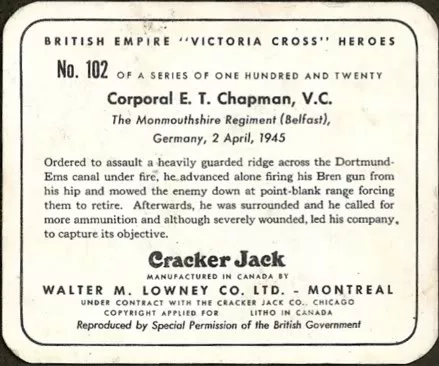 BRITISH EMPIRE "VICTORIA CROSS" HEROES
No. 102 OF A SERIES OF ONE HUNDRED AND TWENTY
Corporal E. T. Chapman, V.C.
The Monmouthshire Regiment (Belfast),
Germany, 2 April, 1945
Ordered to assault a heavily guarded ridge across the Dortmund-
Ems canal under fire, he advanced alone firing his Bren gun from
his hip and mowed the enemy down at point-blank range forcing
them to retire. Afterwards, he was surrounded and he called for
more ammunition and although severely wounded, led his company,
to capture its objective.
Cracker Jack
MANUFACTURED IN CANADA BY
WALTER M. LOWNEY CO. LTD. - MONTREAL
UNDER CONTRACT WITH THE CRACKER JACK CO., CHICAGO
COPYRIGHT APPLIED FOR LITHO IN CANADA
Reproduced by Special Permission of the British Government